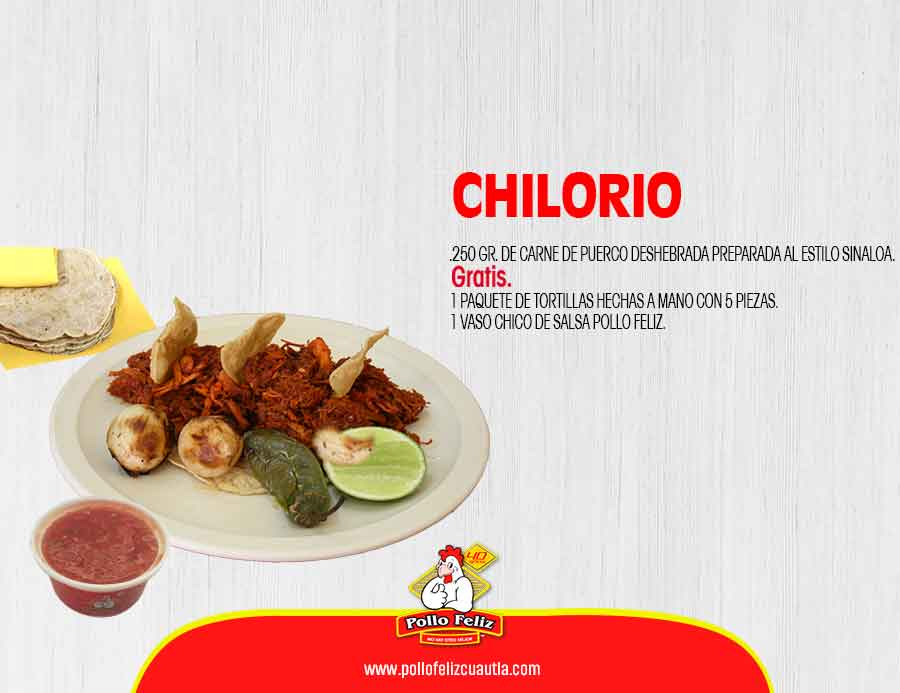 CHILORIO
.250 GR. DE CARNE DE PUERCO DESHEBRADA PREPARADA AL ESTILO SINALOA.
Gratis.
1 PAQUETE DE TORTILLAS HECHAS A MANO CON 5 PIEZAS.
1 VASO CHICO DE SALSA POLLO FELIZ.
40
Pollo Feliz
www.pollofelizcuautla.com